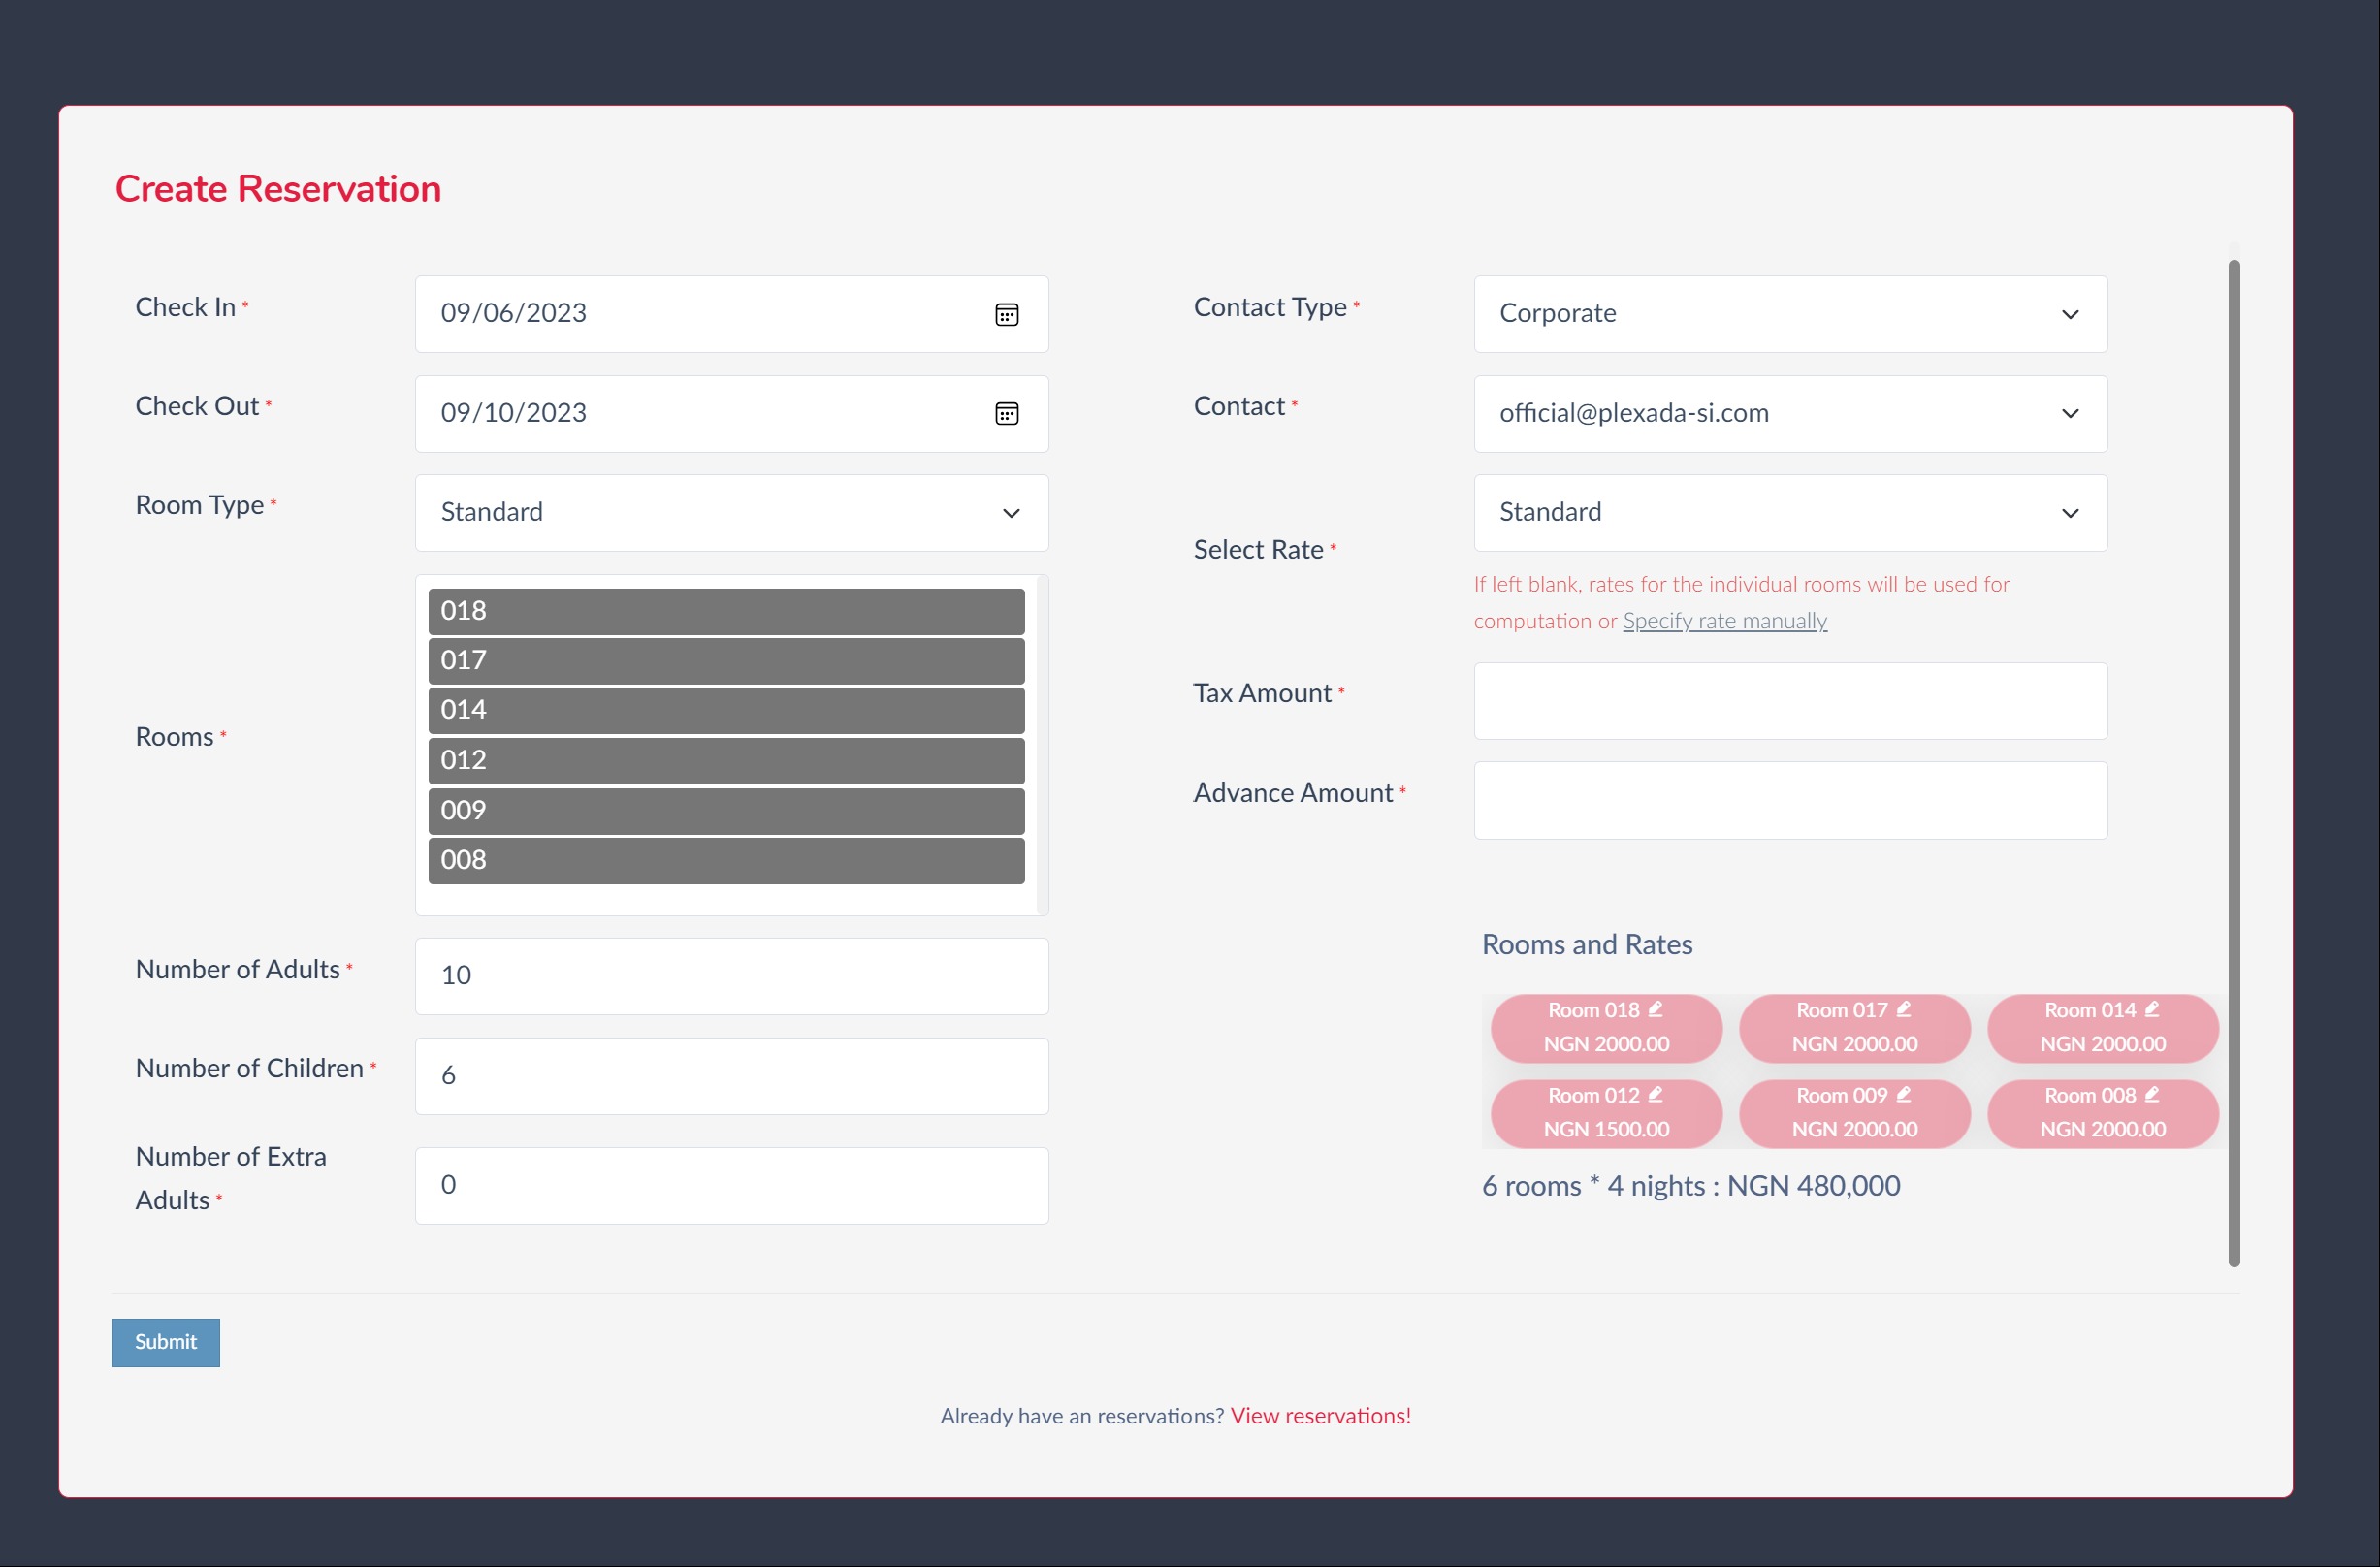 Create Reservation
Check In *
09/06/2023
Check Out *
09/10/2023
Room Type *
Standard
Rooms *
018
017
014
012
009
008
Number of Adults *
10
Number of Children *
6
Number of Extra
Adults *
0
Contact Type *
Corporate
Contact *
official@plexada-si.com
Select Rate *
Standard
If left blank, rates for the individual rooms will be used for
computation or Specify rate manually
Tax Amount *
Advance Amount *
Rooms and Rates
Room 018
NGN 2000.00
Room 017
NGN 2000.00
Room 014
NGN 2000.00
Room 012
NGN 1500.00
Room 009
NGN 2000.00
Room 008
NGN 2000.00
6 rooms * 4 nights : NGN 480,000
Submit
Already have an reservations? View reservations!